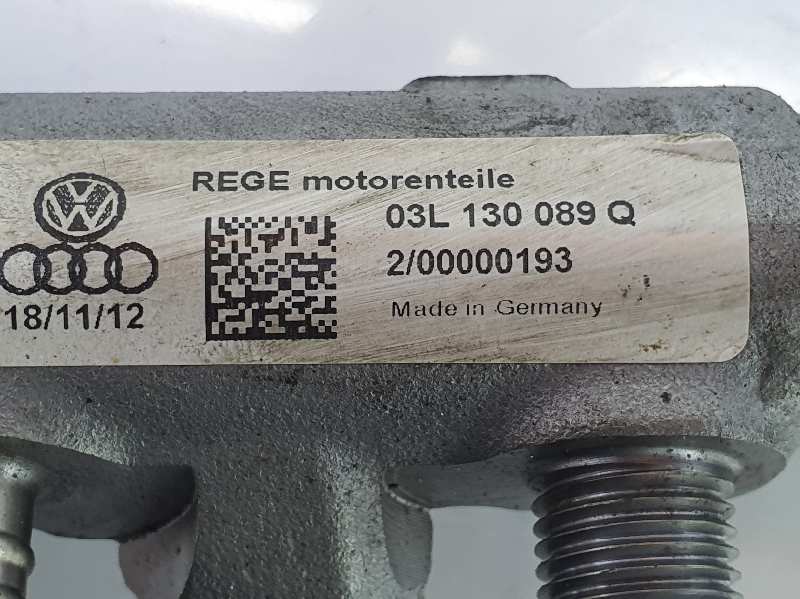 REGE motorenteile
03L 130 089 Q
2/00000193
Made in Germany
18/11/12